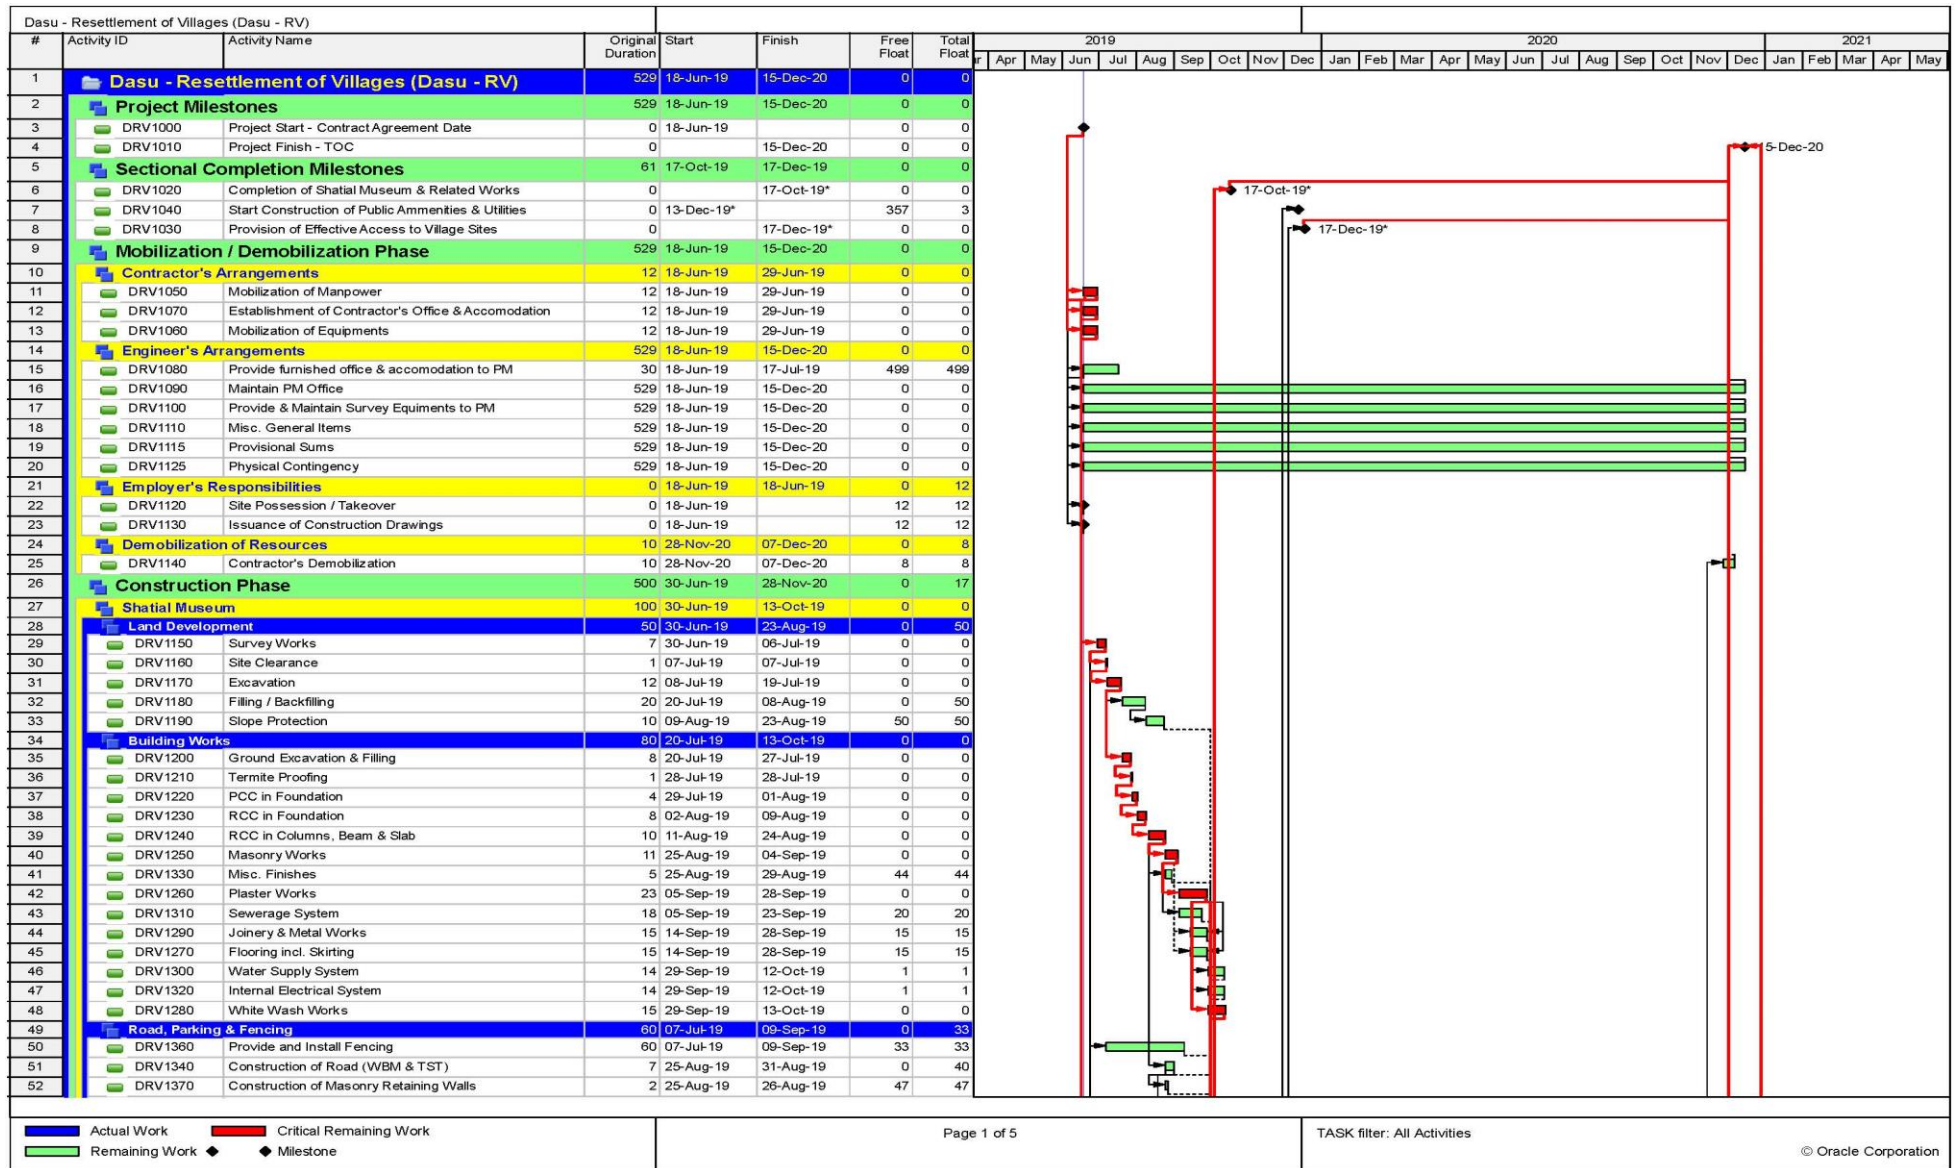 Dasu - Resettlement of Villages (Dasu - RV)
# Activity ID Activity Name Original Duration Start Finish Free Float Total Float
2019 2020 2021
r Apr May Jun Jul Aug Sep Oct Nov Dec Jan Feb Mar Apr May Jun Jul Aug Sep Oct Nov Dec Jan Feb Mar Apr May
1 Dasu - Resettlement of Villages (Dasu - RV) 529 18-Jun-19 15-Dec-20 0 0
2 Project Milestones 529 18-Jun-19 15-Dec-20 0 0
3 DRV1000 Project Start - Contract Agreement Date 0 18-Jun-19 0 0
4 DRV1010 Project Finish - TOC 0 15-Dec-20 0 0 5-Dec-20
5 Sectional Completion Milestones 61 17-Oct-19 17-Dec-19 0 0
6 DRV1020 Completion of Shatial Museum & Related Works 0 17-Oct-19* 0 0 17-Oct-19*
7 DRV1040 Start Construction of Public Ammenities & Utilities 0 13-Dec-19* 357 3
8 DRV1030 Provision of Effective Access to Village Sites 0 17-Dec-19* 0 0 17-Dec-19*
9 Mobilization / Demobilization Phase 529 18-Jun-19 15-Dec-20 0 0
10 Contractor's Arrangements 12 18-Jun-19 29-Jun-19 0 0
11 DRV1050 Mobilization of Manpower 12 18-Jun-19 29-Jun-19 0 0
12 DRV1070 Establishment of Contractor's Office & Accomodation 12 18-Jun-19 29-Jun-19 0 0
13 DRV1060 Mobilization of Equipments 12 18-Jun-19 29-Jun-19 0 0
14 Engineer's Arrangements 529 18-Jun-19 15-Dec-20 0 0
15 DRV1080 Provide furnished office & accomodation to PM 30 18-Jun-19 17-Jul-19 499 499
16 DRV1090 Maintain PM Office 529 18-Jun-19 15-Dec-20 0 0
17 DRV1100 Provide & Maintain Survey Equiments to PM 529 18-Jun-19 15-Dec-20 0 0
18 DRV1110 Misc. General Items 529 18-Jun-19 15-Dec-20 0 0
19 DRV1115 Provisional Sums 529 18-Jun-19 15-Dec-20 0 0
20 DRV1125 Physical Contingency 529 18-Jun-19 15-Dec-20 0 0
21 Employer's Responsibilities 0 18-Jun-19 18-Jun-19 0 12
22 DRV1120 Site Possession / Takeover 0 18-Jun-19 12 12
23 DRV1130 Issuance of Construction Drawings 0 18-Jun-19 12 12
24 Demobilization of Resources 10 28-Nov-20 07-Dec-20 0 8
25 DRV1140 Contractor's Demobilization 10 28-Nov-20 07-Dec-20 8 8
26 Construction Phase 500 30-Jun-19 28-Nov-20 0 17
27 Shatial Museum 100 30-Jun-19 13-Oct-19 0 0
28 Land Development 50 30-Jun-19 23-Aug-19 0 50
29 DRV1150 Survey Works 7 30-Jun-19 06-Jul-19 0 0
30 DRV1160 Site Clearance 1 07-Jul-19 07-Jul-19 0 0
31 DRV1170 Excavation 12 08-Jul-19 19-Jul-19 0 0
32 DRV1180 Filling / Backfilling 20 20-Jul-19 08-Aug-19 0 50
33 DRV1190 Slope Protection 10 09-Aug-19 23-Aug-19 50 50
34 Building Works 80 20-Jul-19 13-Oct-19 0 0
35 DRV1200 Ground Excavation & Filling 8 20-Jul-19 27-Jul-19 0 0
36 DRV1210 Termite Proofing 1 28-Jul-19 28-Jul-19 0 0
37 DRV1220 PCC in Foundation 4 29-Jul-19 01-Aug-19 0 0
38 DRV1230 RCC in Foundation 8 02-Aug-19 09-Aug-19 0 0
39 DRV1240 RCC in Columns, Beam & Slab 10 11-Aug-19 24-Aug-19 0 0
40 DRV1250 Masonry Works 11 25-Aug-19 04-Sep-19 0 0
41 DRV1330 Misc. Finishes 5 25-Aug-19 29-Aug-19 44 44
42 DRV1260 Plaster Works 23 05-Sep-19 28-Sep-19 0 0
43 DRV1310 Sewerage System 18 05-Sep-19 23-Sep-19 20 20
44 DRV1290 Joinery & Metal Works 15 14-Sep-19 28-Sep-19 15 15
45 DRV1270 Flooring incl. Skirting 15 14-Sep-19 28-Sep-19 15 15
46 DRV1300 Water Supply System 14 29-Sep-19 12-Oct-19 1 1
47 DRV1320 Internal Electrical System 14 29-Sep-19 12-Oct-19 1 1
48 DRV1280 White Wash Works 15 29-Sep-19 13-Oct-19 0 0
49 Road, Parking & Fencing 60 07-Jul-19 09-Sep-19 0 33
50 DRV1360 Provide and Install Fencing 60 07-Jul-19 09-Sep-19 33 33
51 DRV1340 Construction of Road (WBM & TST) 7 25-Aug-19 31-Aug-19 0 40
52 DRV1370 Construction of Masonry Retaining Walls 2 25-Aug-19 26-Aug-19 47 47
Actual Work Critical Remaining Work
Remaining Work Milestone
Page 1 of 5
TASK filter: All Activities
© Oracle Corporation